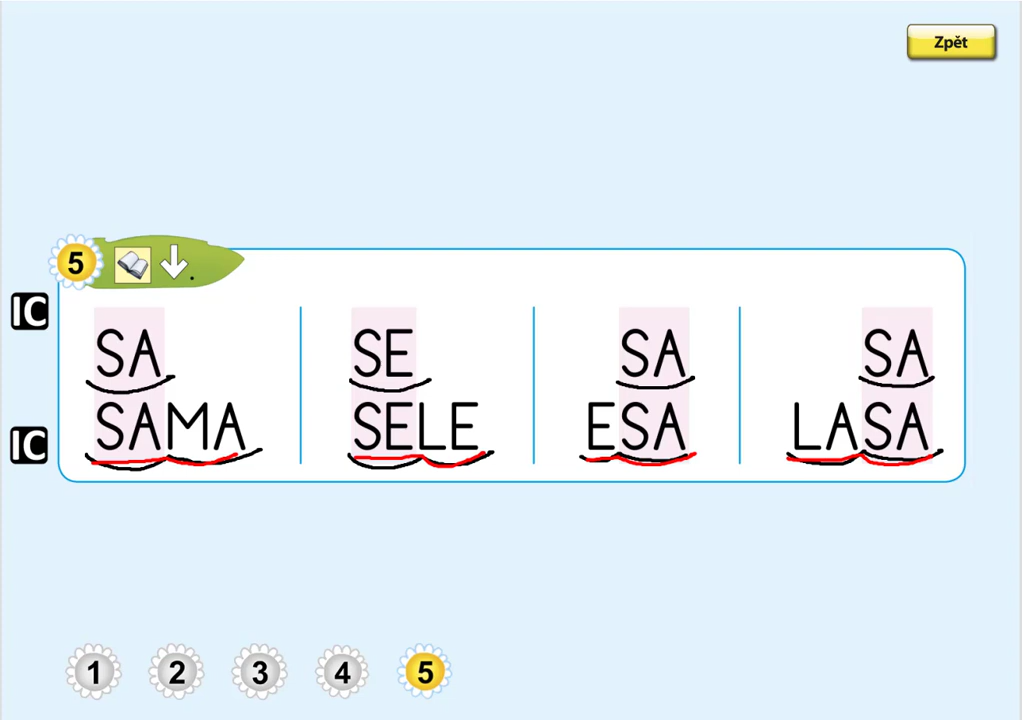 Zpět
5
IC
SA SE SA SA
IC
SAMA SELE ESA LASA
1 2 3 4 5